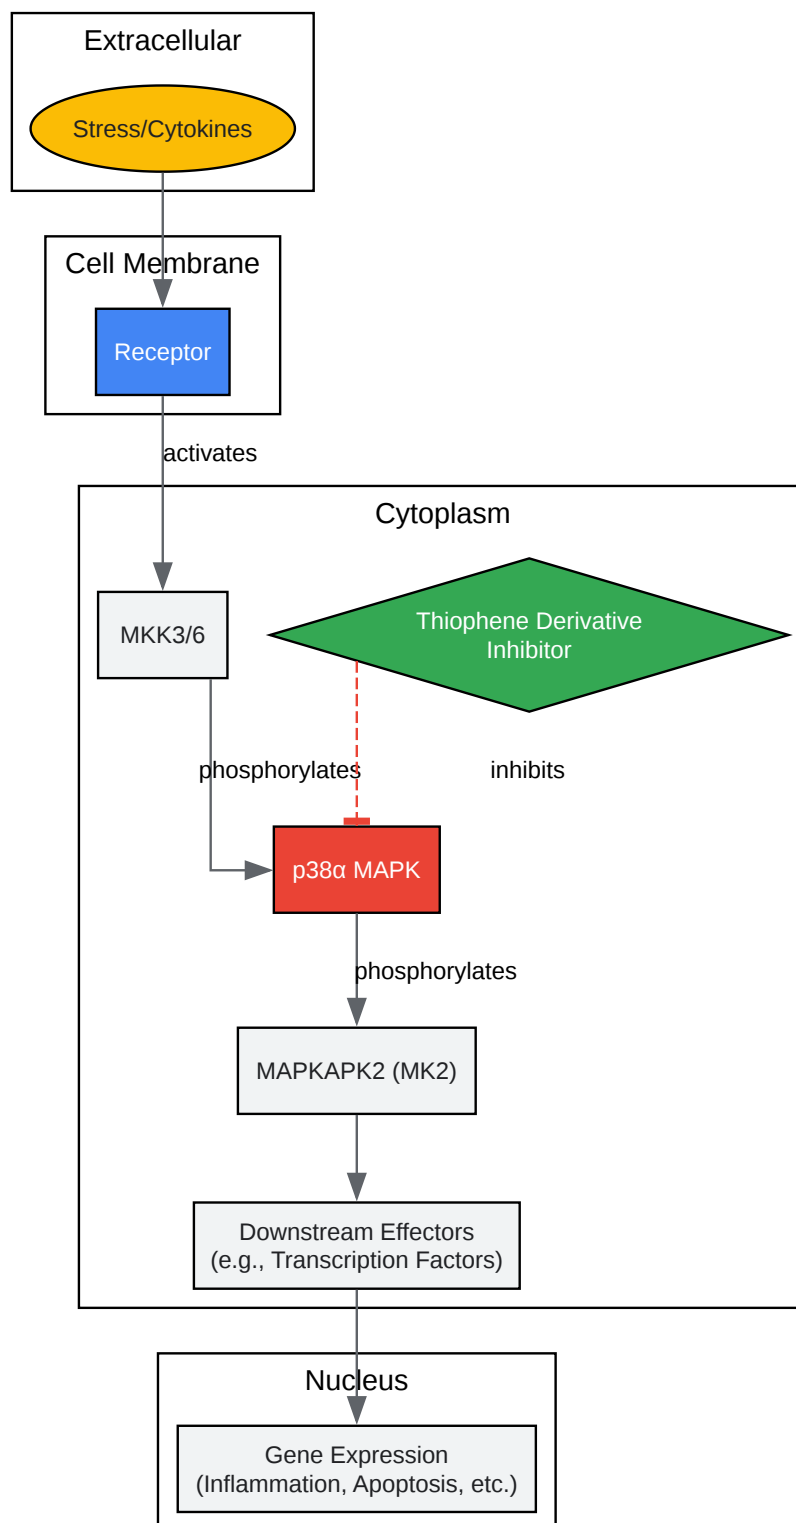 Extracellular
Stress/Cytokines
Cell Membrane
Receptor
activates
Cytoplasm
Thiophene Derivative
Inhibitor
MKK3/6
phosphorylates
inhibits
p38α MAPK
phosphorylates
MAPKAPK2 (MK2)
Downstream Effectors
(e.g., Transcription Factors)
Nucleus
Gene Expression
(Inflammation, Apoptosis, etc.)